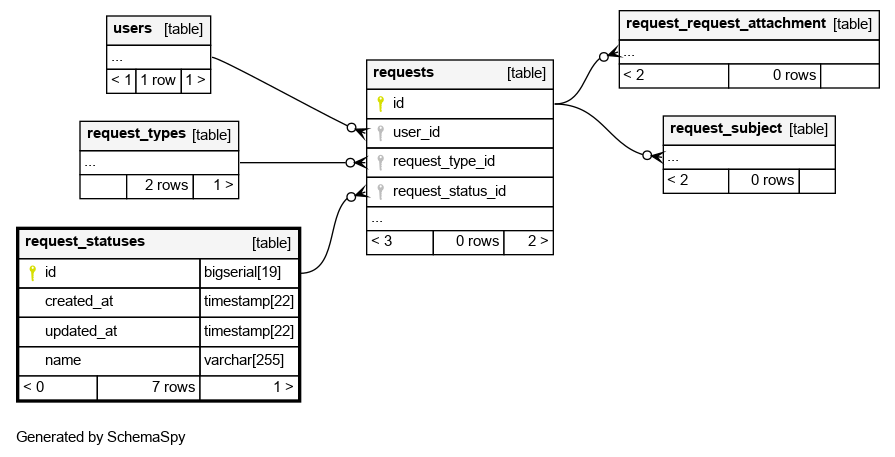 users [table]
...
< 1 1 row 1 >
request_types [table]
...
2 rows 1 >
request_statuses [table]
id bigserial[19]
created_at timestamp[22]
updated_at timestamp[22]
name varchar[255]
< 0 7 rows 1 >
requests [table]
id
user_id
request_type_id
request_status_id
...
< 3 0 rows 2 >
request_request_attachment [table]
...
< 2 0 rows
request_subject [table]
...
< 2 0 rows
Generated by SchemaSpy